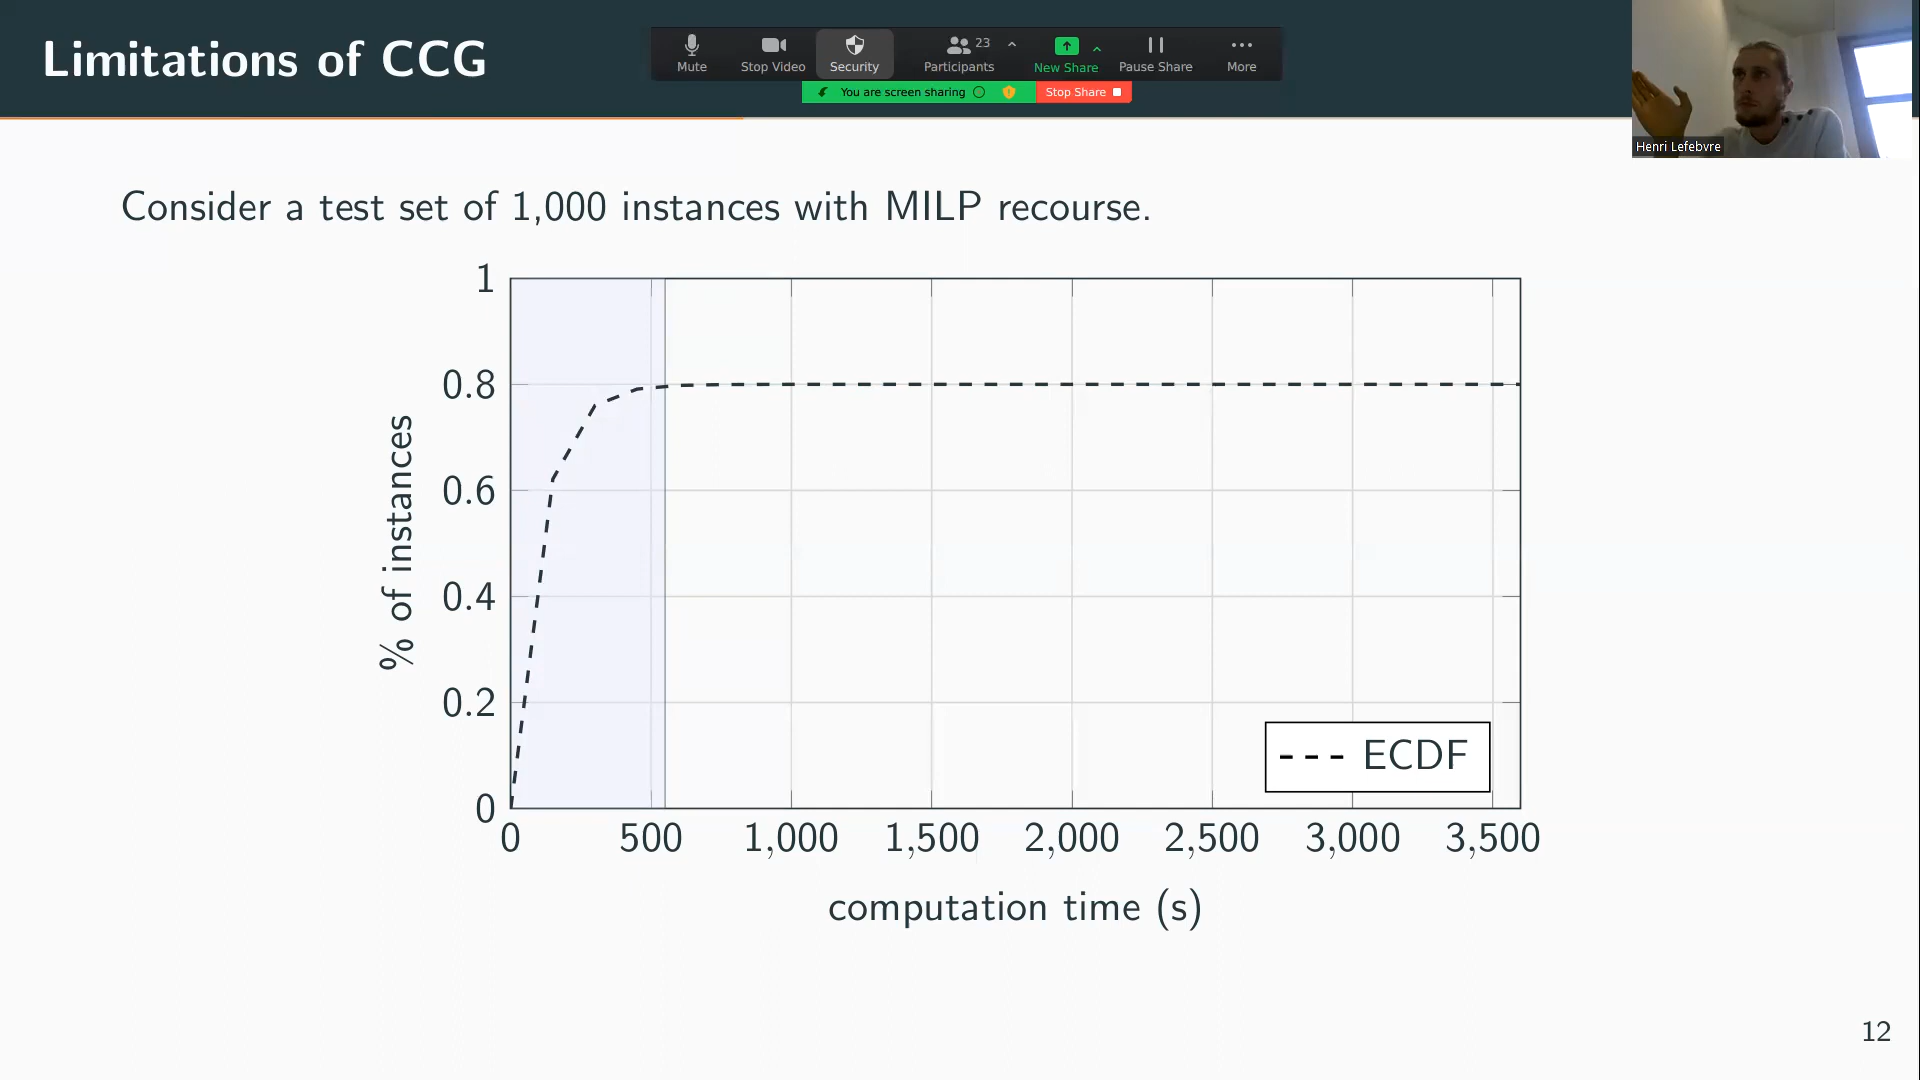 Limitations of CCG
Mute
Stop Video
Security
Participants 23
New Share
Pause Share
More
You are screen sharing
Stop Share
Henri Lefebvre
Consider a test set of 1,000 instances with MILP recourse.
1
0.8
0.6
0.4
0.2
0
% of instances
0 500 1,000 1,500 2,000 2,500 3,000 3,500
computation time (s)
ECDF
12